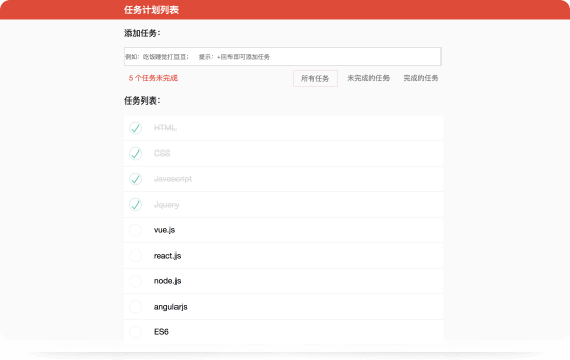 任务计划列表
添加任务:
例如: 吃饭睡觉打豆豆; 提示: +回车即可添加任务
5 个任务未完成 所有任务 未完成的任务 完成的任务
任务列表:
HTML
CSS
Javascript
Jquery
vue.js
react.js
node.js
angularjs
ES6